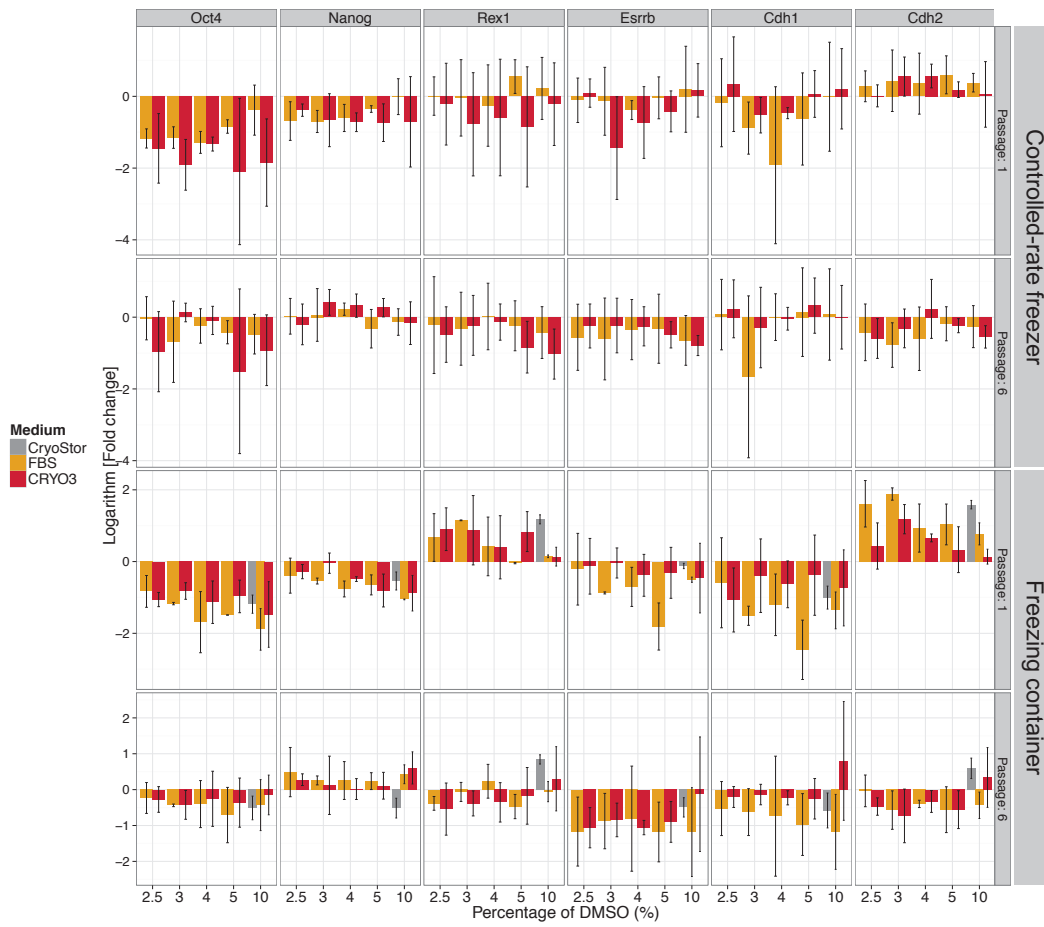 Oct4 Nanog Rex1 Esrrb Cdh1 Cdh2
0
−2
−4
Passage: 1
Controlled-rate freezer
0
−2
−4
Passage: 6
Logarithm [Fold change]
Medium
CryoStor
FBS
CRYO3
2
0
−2
Passage: 1
Freezing container
2
1
0
−1
−2
Passage: 6
2.5 3 4 5 10 2.5 3 4 5 10 2.5 3 4 5 10 2.5 3 4 5 10 2.5 3 4 5 10 2.5 3 4 5 10
Percentage of DMSO (%)